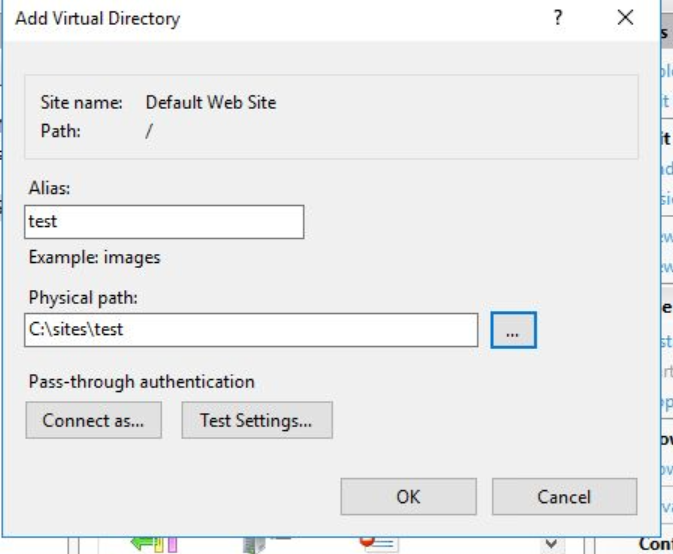 Add Virtual Directory
?
Site name: Default Web Site
Path: /
Alias:
test
Example: images
Physical path:
C:\sites\test
...
Pass-through authentication
Connect as...
Test Settings...
OK
Cancel